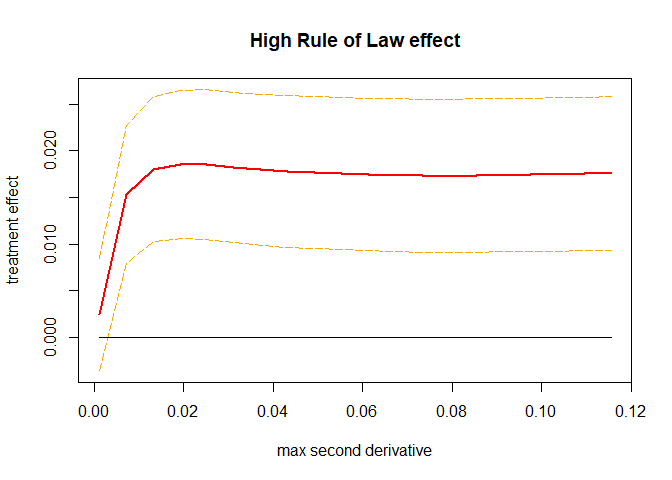 High Rule of Law effect
treatment effect
0.020
0.010
0.000
0.00 0.02 0.04 0.06 0.08 0.10 0.12
max second derivative